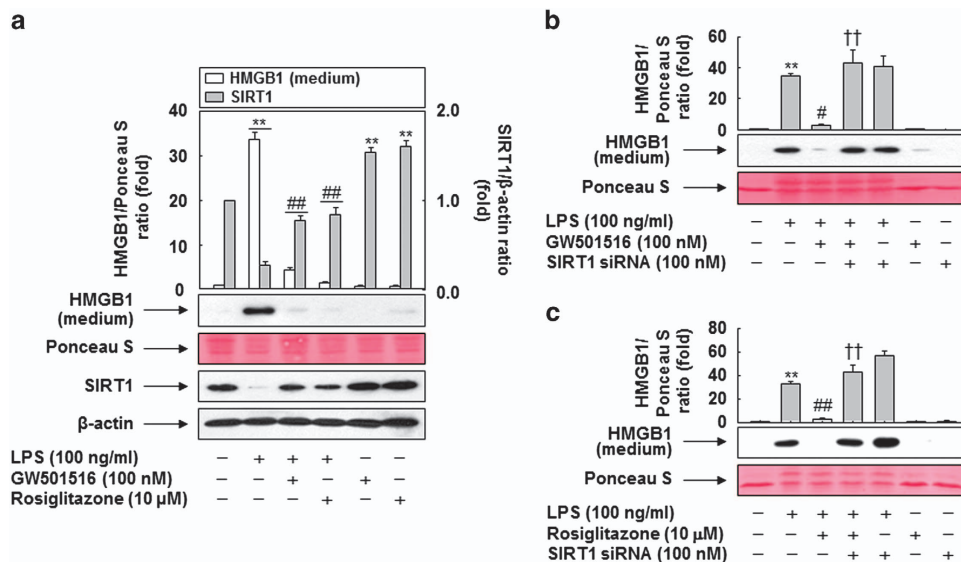 a
HMGB1 (medium)
SIRT1
HMGB1/Ponceau S
ratio (fold)
40
30
20
10
0
SIRT1/β-actin ratio
(fold)
2.0
1.0
0.0
**
##
##
**
**
HMGB1
(medium)
Ponceau S
SIRT1
β-actin
LPS (100 ng/ml) – + + + – –
GW501516 (100 nM) – – + – + –
Rosiglitazone (10 μM) – – – + – +
b
HMGB1/
Ponceau S
ratio (fold)
60
40
20
0
**
#
††
HMGB1
(medium)
Ponceau S
LPS (100 ng/ml) – + + + + – –
GW501516 (100 nM) – – + + – + –
SIRT1 siRNA (100 nM) – – – + + – +
c
HMGB1/
Ponceau S
ratio (fold)
80
60
40
20
0
**
##
††
HMGB1
(medium)
Ponceau S
LPS (100 ng/ml) – + + + + – –
Rosiglitazone (10 μM) – – + + – + –
SIRT1 siRNA (100 nM) – – – + + – +